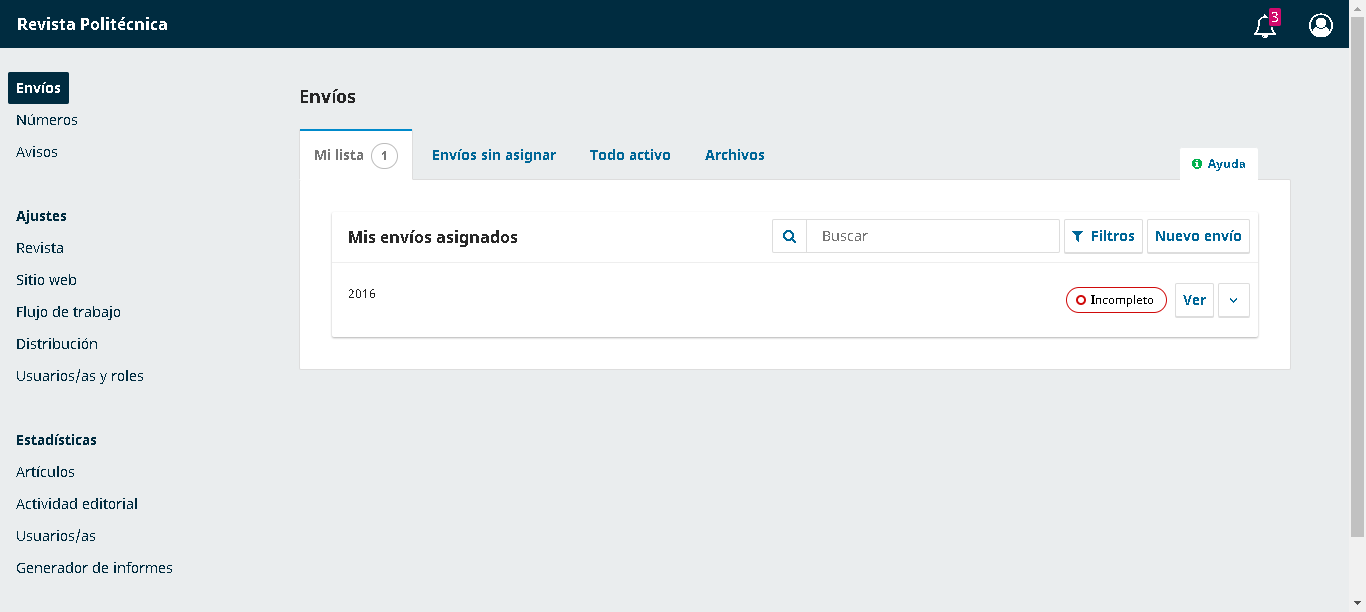 Revista Politécnica
3
Envíos
Números
Avisos
Ajustes
Revista
Sitio web
Flujo de trabajo
Distribución
Usuarios/as y roles
Estadísticas
Artículos
Actividad editorial
Usuarios/as
Generador de informes
Envíos
Mi lista 1 Envíos sin asignar Todo activo Archivos
Ayuda
Mis envíos asignados Buscar Filtros Nuevo envío
2016 Incompleto Ver